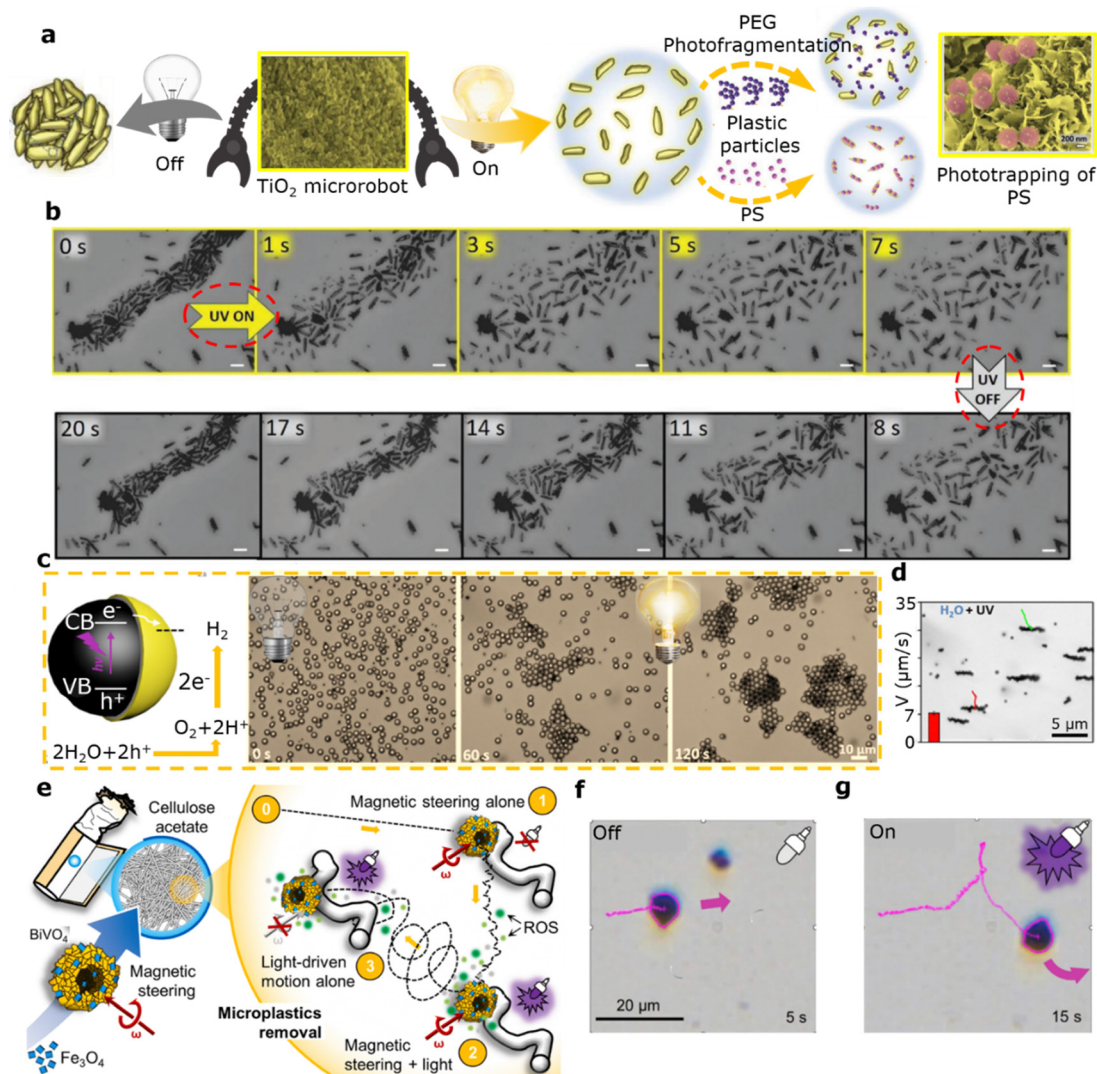 a
Off
TiO₂ microrobot
On
PEG
Photofragmentation
Plastic
particles
PS
200 nm
Phototrapping of
PS
b
0 s
1 s
3 s
5 s
7 s
UV ON
UV
OFF
20 s
17 s
14 s
11 s
8 s
c
CB
e⁻
hν
VB
h⁺
H₂
2e⁻
O₂+2H⁺
2H₂O+2h⁺
0 s
60 s
120 s
10 µm
d
35
V (µm/s)
7
0
H₂O + UV
5 µm
e
Cellulose
acetate
BiVO₄
Magnetic
steering
ω
Fe₃O₄
0
Magnetic steering alone
1
ω
ω
ROS
Light-driven
motion alone
3
Microplastics
removal
ω
Magnetic
steering + light
2
f
Off
20 µm
5 s
g
On
15 s